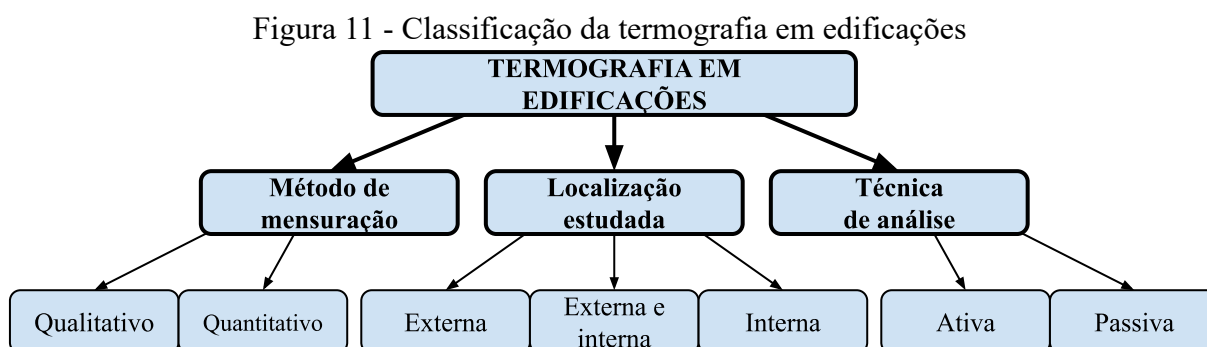 Figura 11 - Classificação da termografia em edificações
TERMOGRAFIA EM
EDIFICAÇÕES
Método de
mensuração
Localização
estudada
Técnica
de análise
Qualitativo
Quantitativo
Externa
Externa e
interna
Interna
Ativa
Passiva